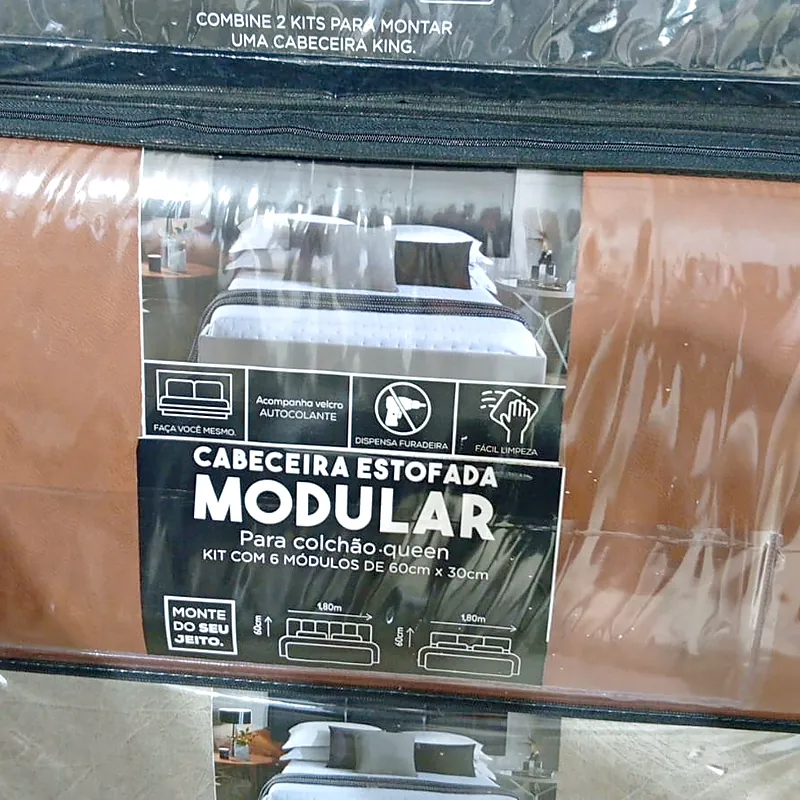 COMBINE 2 KITS PARA MONTAR
UMA CABECEIRA KING.
FAÇA VOCÊ MESMO.
Acompanha velcro
AUTOCOLANTE
DISPENSA FURADEIRA
FÁCIL LIMPEZA
CABECEIRA ESTOFADA
MODULAR
Para colchão queen
KIT COM 6 MÓDULOS DE 60cm x 30cm
MONTE
DO SEU
JEITO.
1,80m
60cm
1,80m
60cm